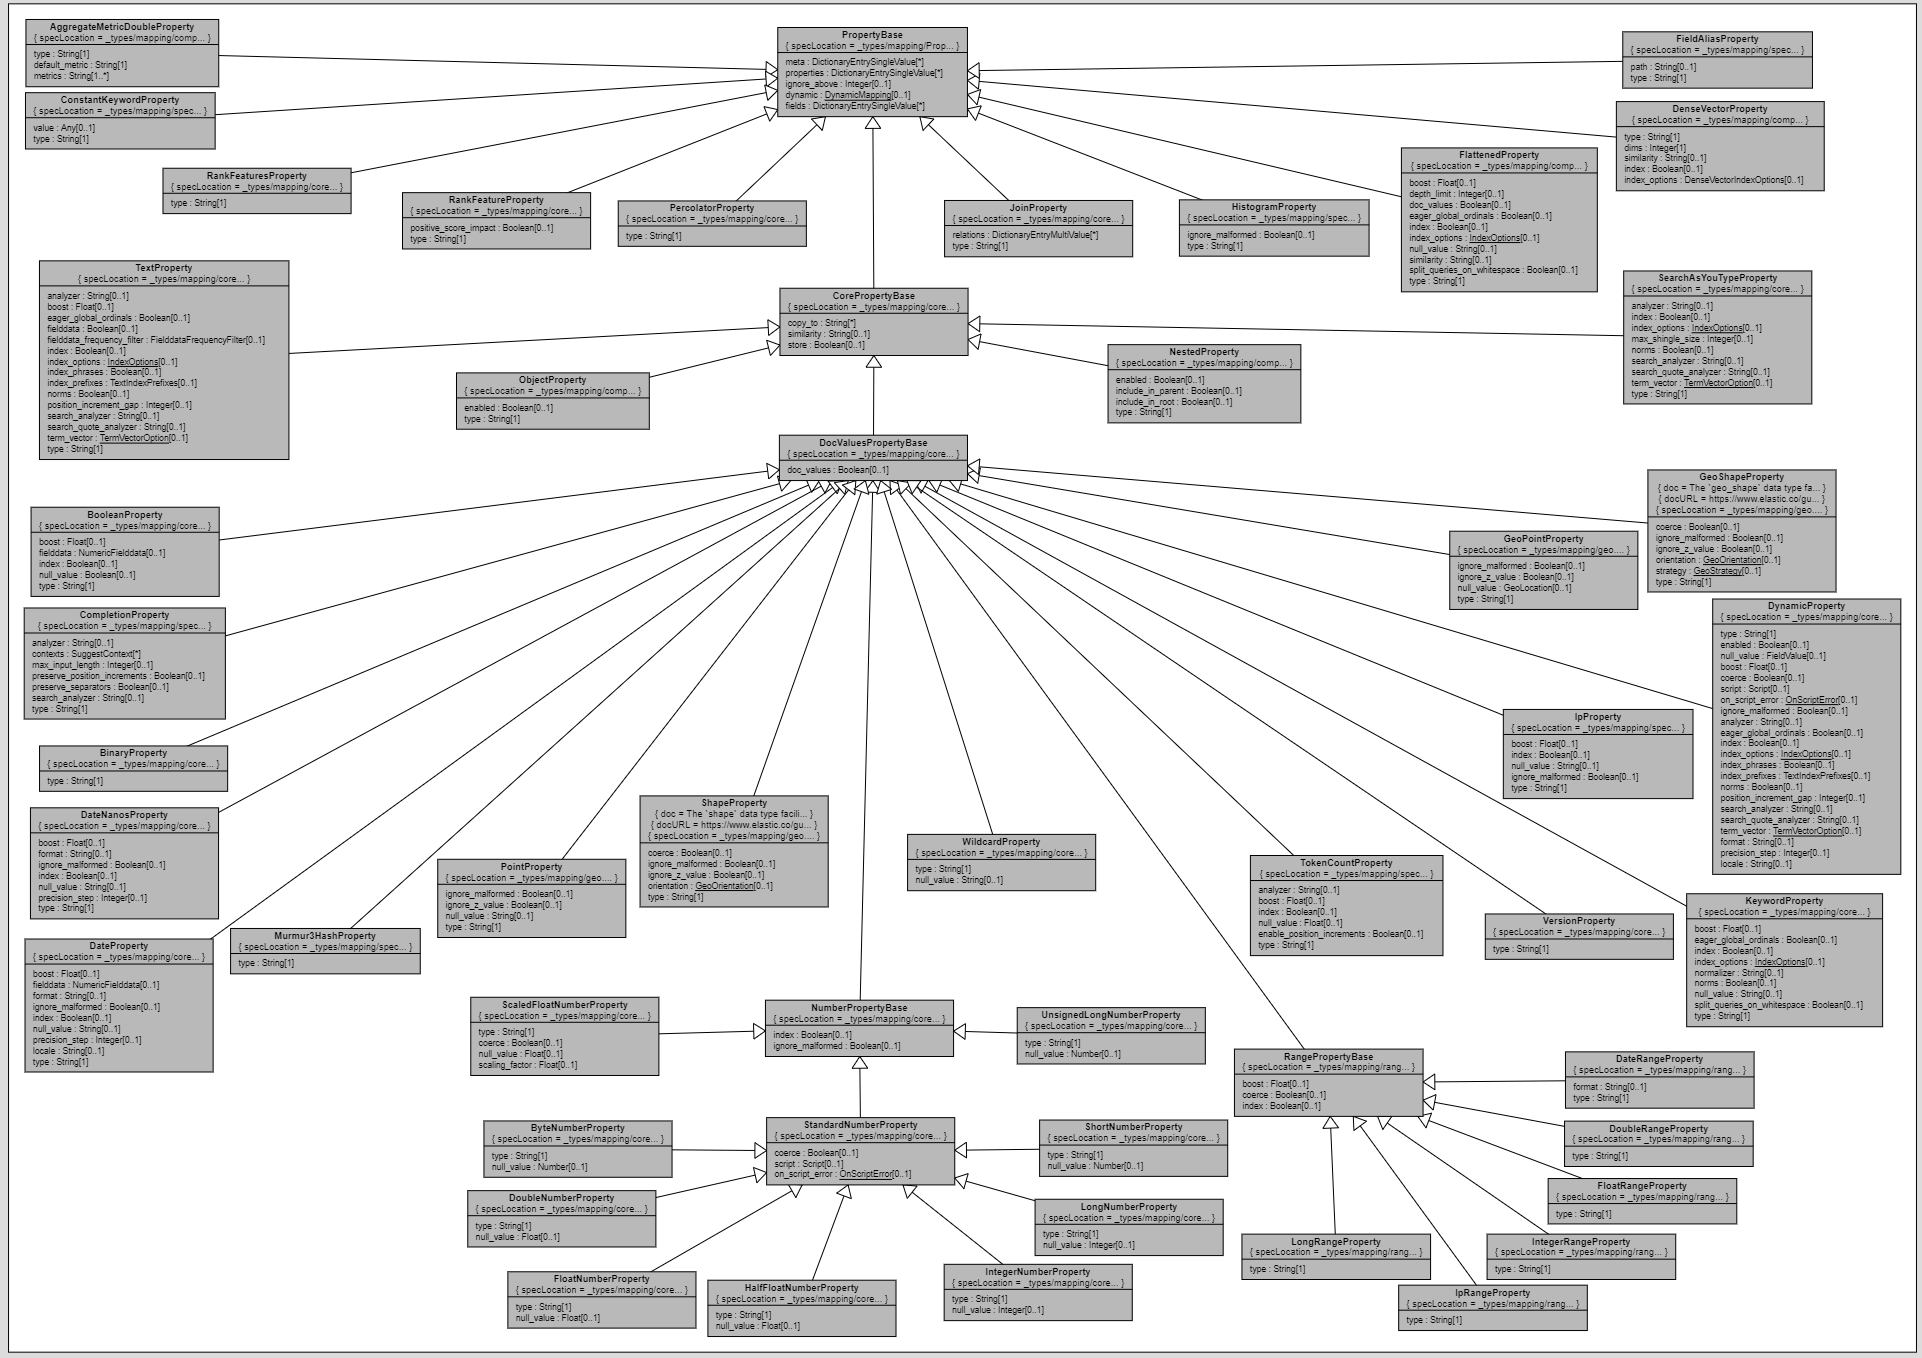 AggregateMetricDoubleProperty
{ specLocation = _types/mapping/comp... }
type : String[1]
default_metric : String[1]
metrics : String[1..*]
PropertyBase
{ specLocation = _types/mapping/Prop... }
meta : DictionaryEntrySingleValue[*]
properties : DictionaryEntrySingleValue[*]
ignore_above : Integer[0..1]
dynamic : DynamicMapping[0..1]
fields : DictionaryEntrySingleValue[*]
FieldAliasProperty
{ specLocation = _types/mapping/spec... }
path : String[0..1]
type : String[1]
ConstantKeywordProperty
{ specLocation = _types/mapping/spec... }
value : Any[0..1]
type : String[1]
DenseVectorProperty
{ specLocation = _types/mapping/comp... }
type : String[1]
dims : Integer[1]
similarity : String[0..1]
index : Boolean[0..1]
index_options : DenseVectorIndexOptions[0..1]
RankFeaturesProperty
{ specLocation = _types/mapping/core... }
type : String[1]
RankFeatureProperty
{ specLocation = _types/mapping/core... }
positive_score_impact : Boolean[0..1]
type : String[1]
PercolatorProperty
{ specLocation = _types/mapping/core... }
type : String[1]
JoinProperty
{ specLocation = _types/mapping/core... }
relations : DictionaryEntryMultiValue[*]
type : String[1]
HistogramProperty
{ specLocation = _types/mapping/spec... }
ignore_malformed : Boolean[0..1]
type : String[1]
FlattenedProperty
{ specLocation = _types/mapping/comp... }
boost : Float[0..1]
depth_limit : Integer[0..1]
doc_values : Boolean[0..1]
eager_global_ordinals : Boolean[0..1]
index : Boolean[0..1]
index_options : IndexOptions[0..1]
null_value : String[0..1]
similarity : String[0..1]
split_queries_on_whitespace : Boolean[0..1]
type : String[1]
TextProperty
{ specLocation = _types/mapping/core... }
analyzer : String[0..1]
boost : Float[0..1]
eager_global_ordinals : Boolean[0..1]
fielddata : Boolean[0..1]
fielddata_frequency_filter : FielddataFrequencyFilter[0..1]
index : Boolean[0..1]
index_options : IndexOptions[0..1]
index_phrases : Boolean[0..1]
index_prefixes : TextIndexPrefixes[0..1]
norms : Boolean[0..1]
position_increment_gap : Integer[0..1]
search_analyzer : String[0..1]
search_quote_analyzer : String[0..1]
term_vector : TermVectorOption[0..1]
type : String[1]
CorePropertyBase
{ specLocation = _types/mapping/core... }
copy_to : String[*]
similarity : String[0..1]
store : Boolean[0..1]
SearchAsYouTypeProperty
{ specLocation = _types/mapping/core... }
analyzer : String[0..1]
index : Boolean[0..1]
index_options : IndexOptions[0..1]
max_shingle_size : Integer[0..1]
norms : Boolean[0..1]
search_analyzer : String[0..1]
search_quote_analyzer : String[0..1]
term_vector : TermVectorOption[0..1]
type : String[1]
ObjectProperty
{ specLocation = _types/mapping/comp... }
enabled : Boolean[0..1]
type : String[1]
NestedProperty
{ specLocation = _types/mapping/comp... }
enabled : Boolean[0..1]
include_in_parent : Boolean[0..1]
include_in_root : Boolean[0..1]
type : String[1]
DocValuesPropertyBase
{ specLocation = _types/mapping/core... }
doc_values : Boolean[0..1]
BooleanProperty
{ specLocation = _types/mapping/core... }
boost : Float[0..1]
fielddata : NumericFielddata[0..1]
index : Boolean[0..1]
null_value : Boolean[0..1]
type : String[1]
GeoPointProperty
{ specLocation = _types/mapping/geo.... }
ignore_malformed : Boolean[0..1]
ignore_z_value : Boolean[0..1]
null_value : GeoLocation[0..1]
type : String[1]
GeoShapeProperty
{ doc = The `geo_shape` data type fa... }
{ docURL = https://www.elastic.co/gu... }
{ specLocation = _types/mapping/geo.... }
coerce : Boolean[0..1]
ignore_malformed : Boolean[0..1]
ignore_z_value : Boolean[0..1]
orientation : GeoOrientation[0..1]
strategy : GeoStrategy[0..1]
type : String[1]
CompletionProperty
{ specLocation = _types/mapping/spec... }
analyzer : String[0..1]
contexts : SuggestContext[*]
max_input_length : Integer[0..1]
preserve_position_increments : Boolean[0..1]
preserve_separators : Boolean[0..1]
search_analyzer : String[0..1]
type : String[1]
DynamicProperty
{ specLocation = _types/mapping/core... }
type : String[1]
enabled : Boolean[0..1]
null_value : FieldValue[0..1]
boost : Float[0..1]
coerce : Boolean[0..1]
script : Script[0..1]
on_script_error : OnScriptError[0..1]
ignore_malformed : Boolean[0..1]
analyzer : String[0..1]
eager_global_ordinals : Boolean[0..1]
index : Boolean[0..1]
index_options : IndexOptions[0..1]
index_phrases : Boolean[0..1]
index_prefixes : TextIndexPrefixes[0..1]
norms : Boolean[0..1]
position_increment_gap : Integer[0..1]
search_analyzer : String[0..1]
search_quote_analyzer : String[0..1]
term_vector : TermVectorOption[0..1]
format : String[0..1]
precision_step : Integer[0..1]
locale : String[0..1]
IpProperty
{ specLocation = _types/mapping/spec... }
boost : Float[0..1]
index : Boolean[0..1]
null_value : String[0..1]
ignore_malformed : Boolean[0..1]
type : String[1]
BinaryProperty
{ specLocation = _types/mapping/core... }
type : String[1]
DateNanosProperty
{ specLocation = _types/mapping/core... }
boost : Float[0..1]
format : String[0..1]
ignore_malformed : Boolean[0..1]
index : Boolean[0..1]
null_value : String[0..1]
precision_step : Integer[0..1]
type : String[1]
ShapeProperty
{ doc = The `shape` data type facili... }
{ docURL = https://www.elastic.co/gu... }
{ specLocation = _types/mapping/geo.... }
coerce : Boolean[0..1]
ignore_malformed : Boolean[0..1]
ignore_z_value : Boolean[0..1]
orientation : GeoOrientation[0..1]
type : String[1]
PointProperty
{ specLocation = _types/mapping/geo.... }
ignore_malformed : Boolean[0..1]
ignore_z_value : Boolean[0..1]
null_value : String[0..1]
type : String[1]
WildcardProperty
{ specLocation = _types/mapping/core... }
type : String[1]
null_value : String[0..1]
TokenCountProperty
{ specLocation = _types/mapping/spec... }
analyzer : String[0..1]
boost : Float[0..1]
index : Boolean[0..1]
null_value : Float[0..1]
enable_position_increments : Boolean[0..1]
type : String[1]
VersionProperty
{ specLocation = _types/mapping/core... }
type : String[1]
KeywordProperty
{ specLocation = _types/mapping/core... }
boost : Float[0..1]
eager_global_ordinals : Boolean[0..1]
index : Boolean[0..1]
index_options : IndexOptions[0..1]
normalizer : String[0..1]
norms : Boolean[0..1]
null_value : String[0..1]
split_queries_on_whitespace : Boolean[0..1]
type : String[1]
DateProperty
{ specLocation = _types/mapping/core... }
boost : Float[0..1]
fielddata : NumericFielddata[0..1]
format : String[0..1]
ignore_malformed : Boolean[0..1]
index : Boolean[0..1]
null_value : String[0..1]
precision_step : Integer[0..1]
locale : String[0..1]
type : String[1]
Murmur3HashProperty
{ specLocation = _types/mapping/spec... }
type : String[1]
ScaledFloatNumberProperty
{ specLocation = _types/mapping/core... }
type : String[1]
coerce : Boolean[0..1]
null_value : Float[0..1]
scaling_factor : Float[0..1]
NumberPropertyBase
{ specLocation = _types/mapping/core... }
index : Boolean[0..1]
ignore_malformed : Boolean[0..1]
UnsignedLongNumberProperty
{ specLocation = _types/mapping/core... }
type : String[1]
null_value : Number[0..1]
RangePropertyBase
{ specLocation = _types/mapping/rang... }
boost : Float[0..1]
coerce : Boolean[0..1]
index : Boolean[0..1]
DateRangeProperty
{ specLocation = _types/mapping/rang... }
format : String[0..1]
type : String[1]
ByteNumberProperty
{ specLocation = _types/mapping/core... }
type : String[1]
null_value : Number[0..1]
StandardNumberProperty
{ specLocation = _types/mapping/core... }
coerce : Boolean[0..1]
script : Script[0..1]
on_script_error : OnScriptError[0..1]
ShortNumberProperty
{ specLocation = _types/mapping/core... }
type : String[1]
null_value : Number[0..1]
DoubleRangeProperty
{ specLocation = _types/mapping/rang... }
type : String[1]
DoubleNumberProperty
{ specLocation = _types/mapping/core... }
type : String[1]
null_value : Float[0..1]
LongNumberProperty
{ specLocation = _types/mapping/core... }
type : String[1]
null_value : Integer[0..1]
FloatRangeProperty
{ specLocation = _types/mapping/rang... }
type : String[1]
LongRangeProperty
{ specLocation = _types/mapping/rang... }
type : String[1]
IntegerRangeProperty
{ specLocation = _types/mapping/rang... }
type : String[1]
FloatNumberProperty
{ specLocation = _types/mapping/core... }
type : String[1]
null_value : Float[0..1]
HalfFloatNumberProperty
{ specLocation = _types/mapping/core... }
type : String[1]
null_value : Float[0..1]
IntegerNumberProperty
{ specLocation = _types/mapping/core... }
type : String[1]
null_value : Integer[0..1]
IpRangeProperty
{ specLocation = _types/mapping/rang... }
type : String[1]